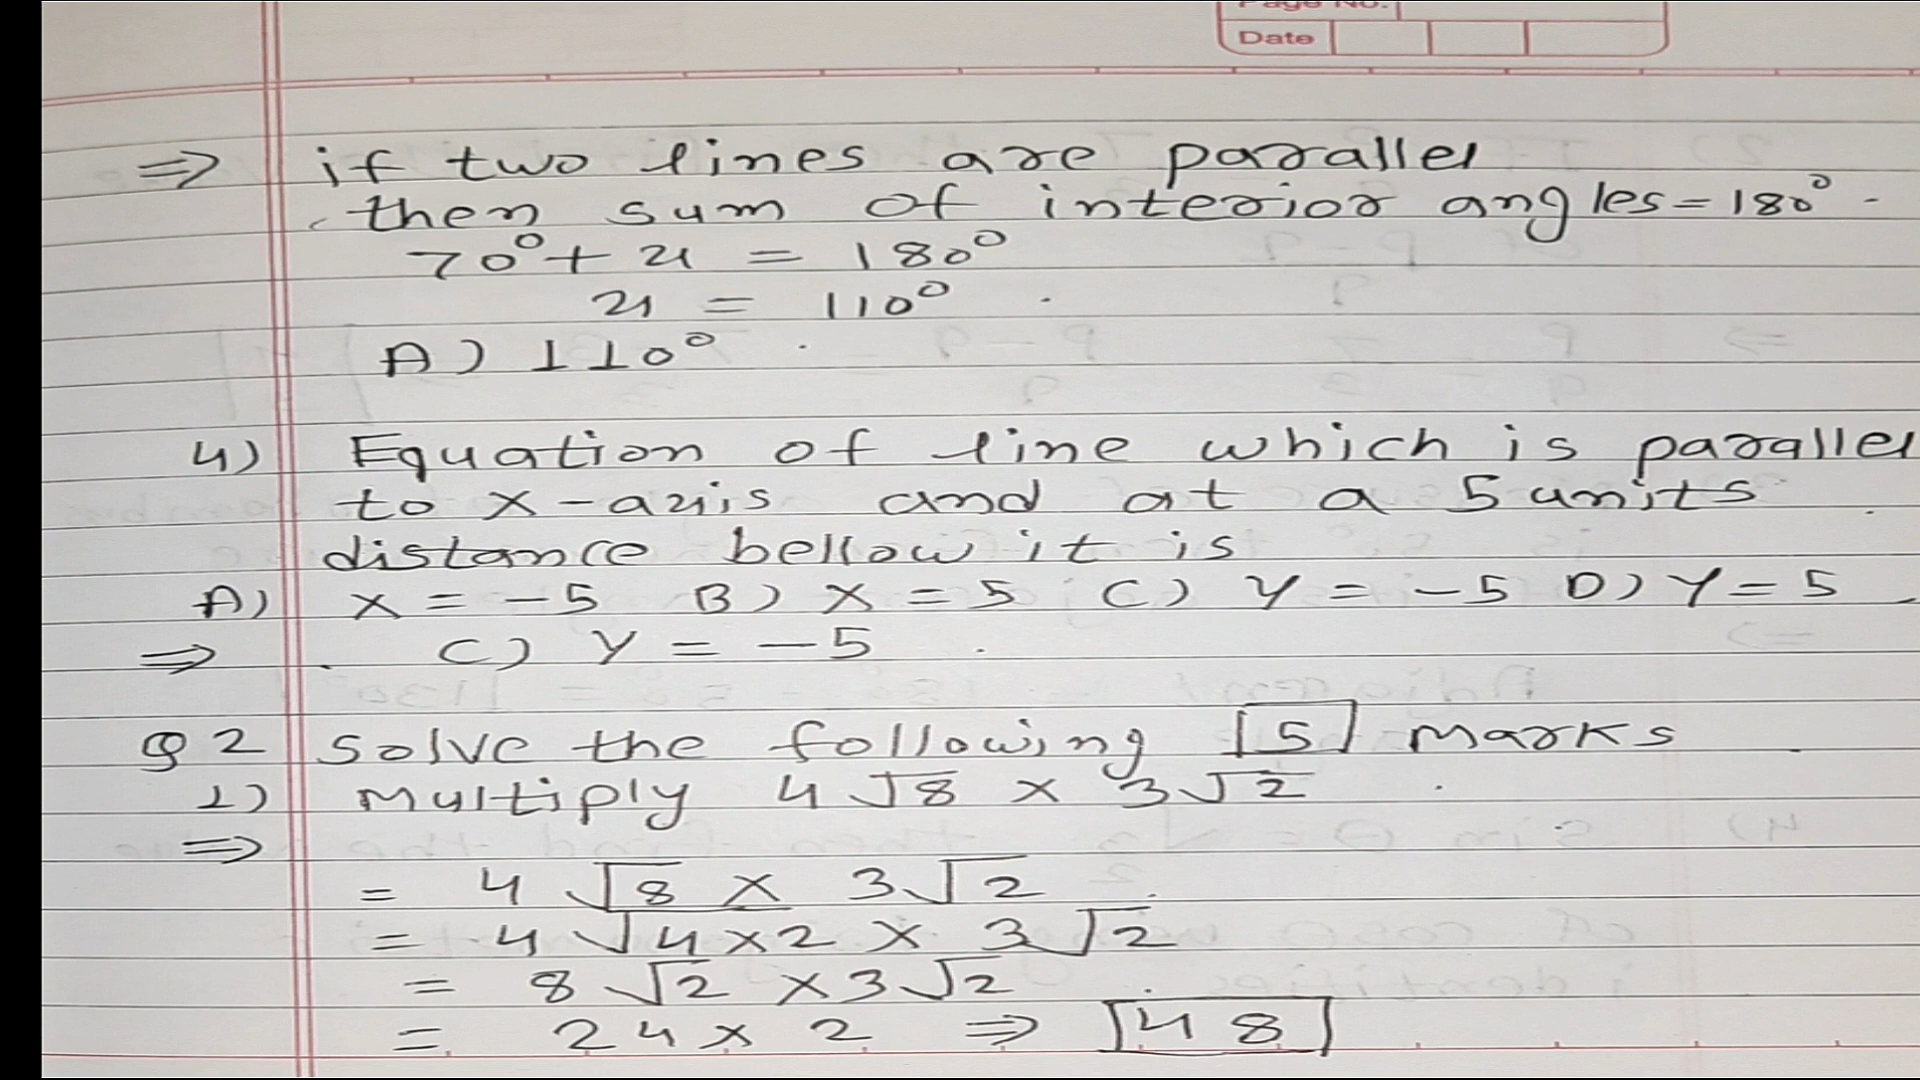 Page No.
Date
⇒ if two lines are parallel
then sum of interior angles = 180° .
70° + x = 180°
x = 110° .
A) 110° .
4) Equation of line which is parallel
to x-axis and at a 5 units
distance bellow it is
A) x = -5 B) x = 5 C) y = -5 D) y = 5
⇒ C) y = -5 .
Q2 Solve the following [5] Marks
1) Multiply 4√8 × 3√2 .
⇒
= 4√8 × 3√2
= 4√4×2 × 3√2
= 8√2 × 3√2
= 24 × 2 ⇒ [48]